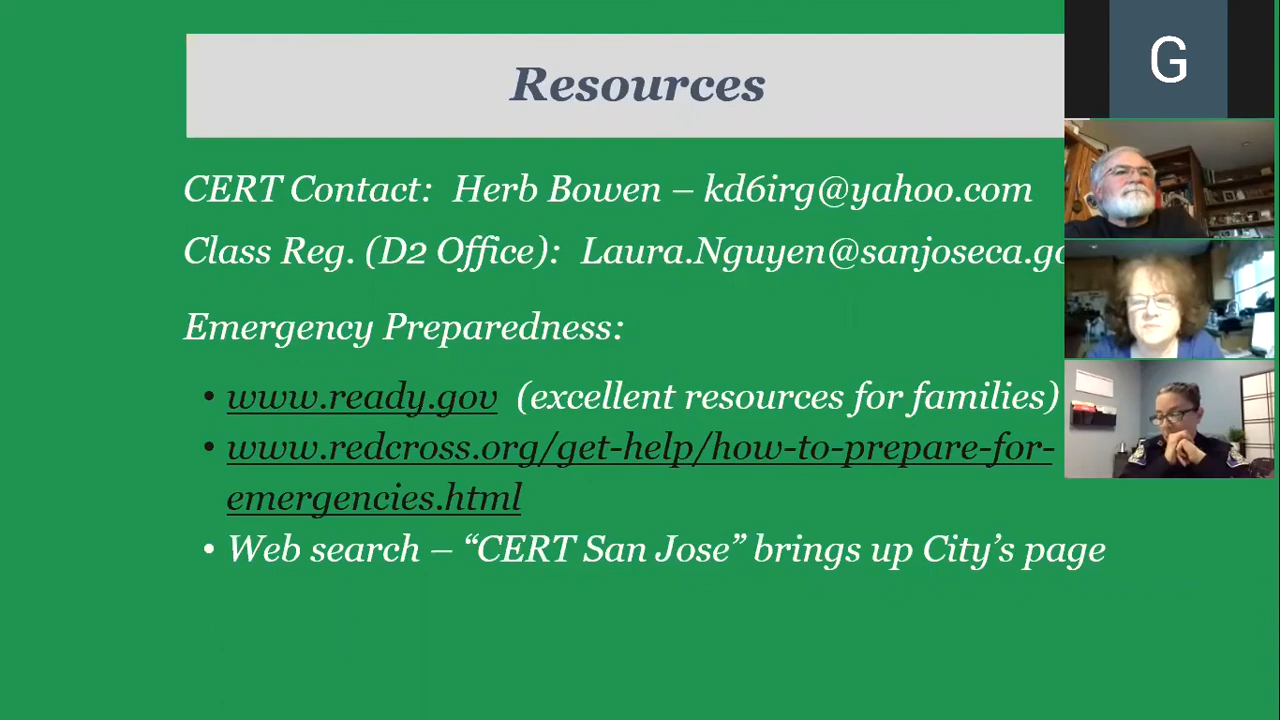 Resources
G
CERT Contact: Herb Bowen – kd6irg@yahoo.com
Class Reg. (D2 Office): Laura.Nguyen@sanjoseca.go
Emergency Preparedness:
• www.ready.gov (excellent resources for families)
• www.redcross.org/get-help/how-to-prepare-for-
emergencies.html
• Web search – “CERT San Jose” brings up City’s page